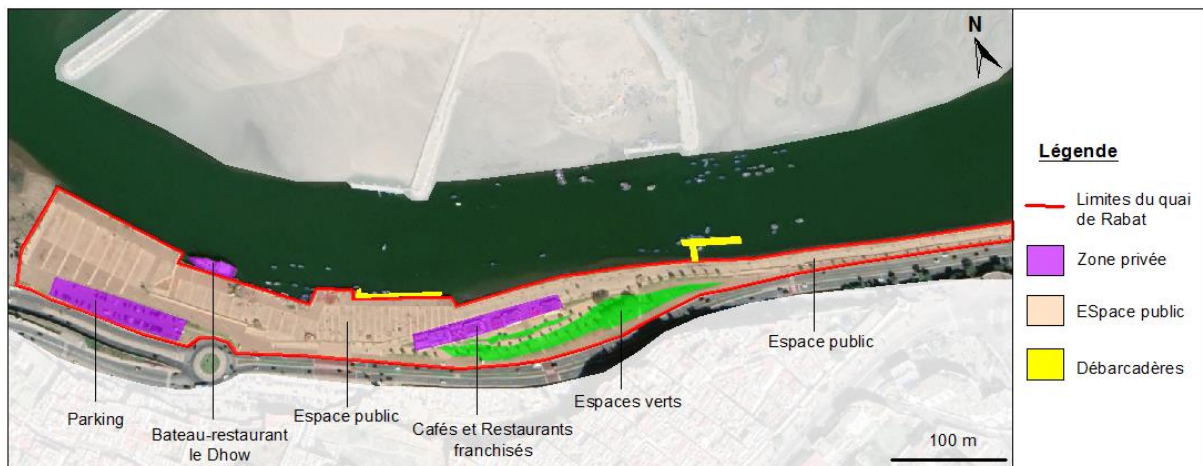 N
Légende
Limites du quai
de Rabat
Zone privée
ESpace public
Débarcadères
Parking
Bateau-restaurant
le Dhow
Espace public
Cafés et Restaurants
franchisés
Espaces verts
Espace public
100 m